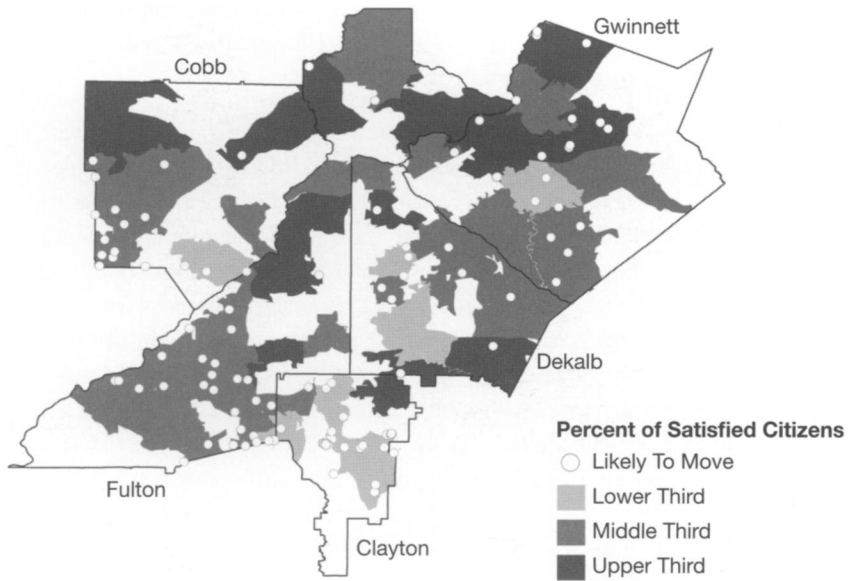 Gwinnett
Cobb
Dekalb
Fulton
Clayton
Percent of Satisfied Citizens
Likely To Move
Lower Third
Middle Third
Upper Third